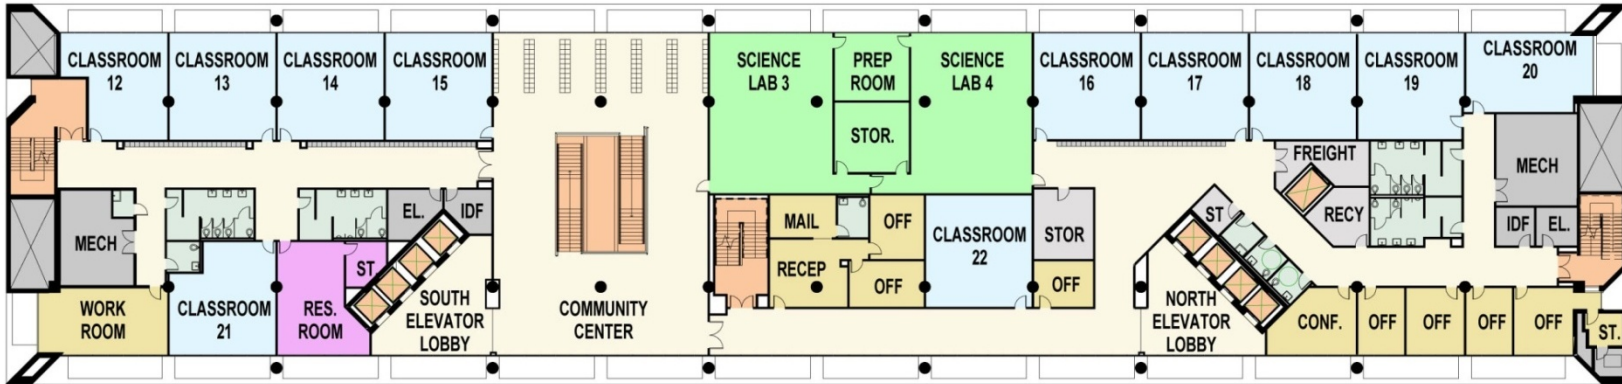 CLASSROOM
12
CLASSROOM
13
CLASSROOM
14
CLASSROOM
15
SCIENCE
LAB 3
PREP
ROOM
SCIENCE
LAB 4
CLASSROOM
16
CLASSROOM
17
CLASSROOM
18
CLASSROOM
19
CLASSROOM
20
STOR.
FREIGHT
MECH
RECY
MECH
EL.
IDF
MAIL
OFF
CLASSROOM
22
STOR
ST
IDF
EL.
ST.
RECEP
OFF
OFF
WORK
ROOM
CLASSROOM
21
RES.
ROOM
SOUTH
ELEVATOR
LOBBY
COMMUNITY
CENTER
NORTH
ELEVATOR
LOBBY
CONF.
OFF
OFF
OFF
OFF
ST.